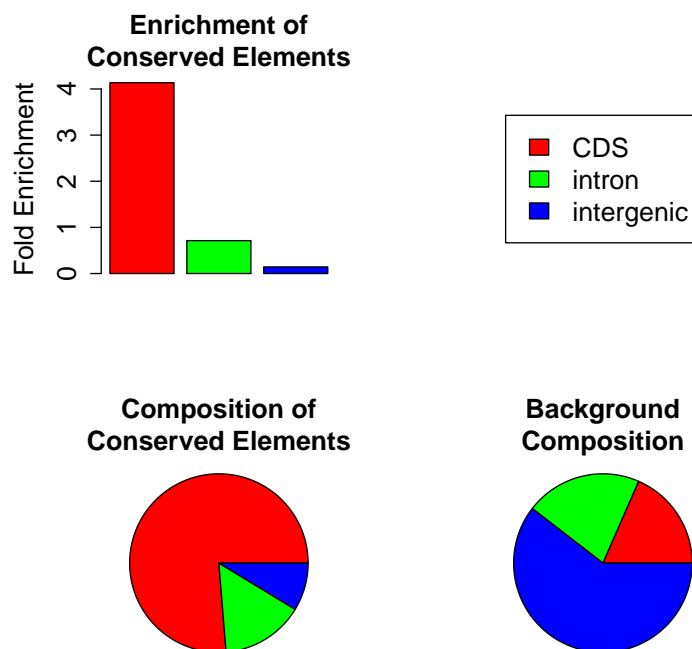 Enrichment of
Conserved Elements
Fold Enrichment
4
3
2
1
0
CDS
intron
intergenic
Composition of
Conserved Elements
Background
Composition